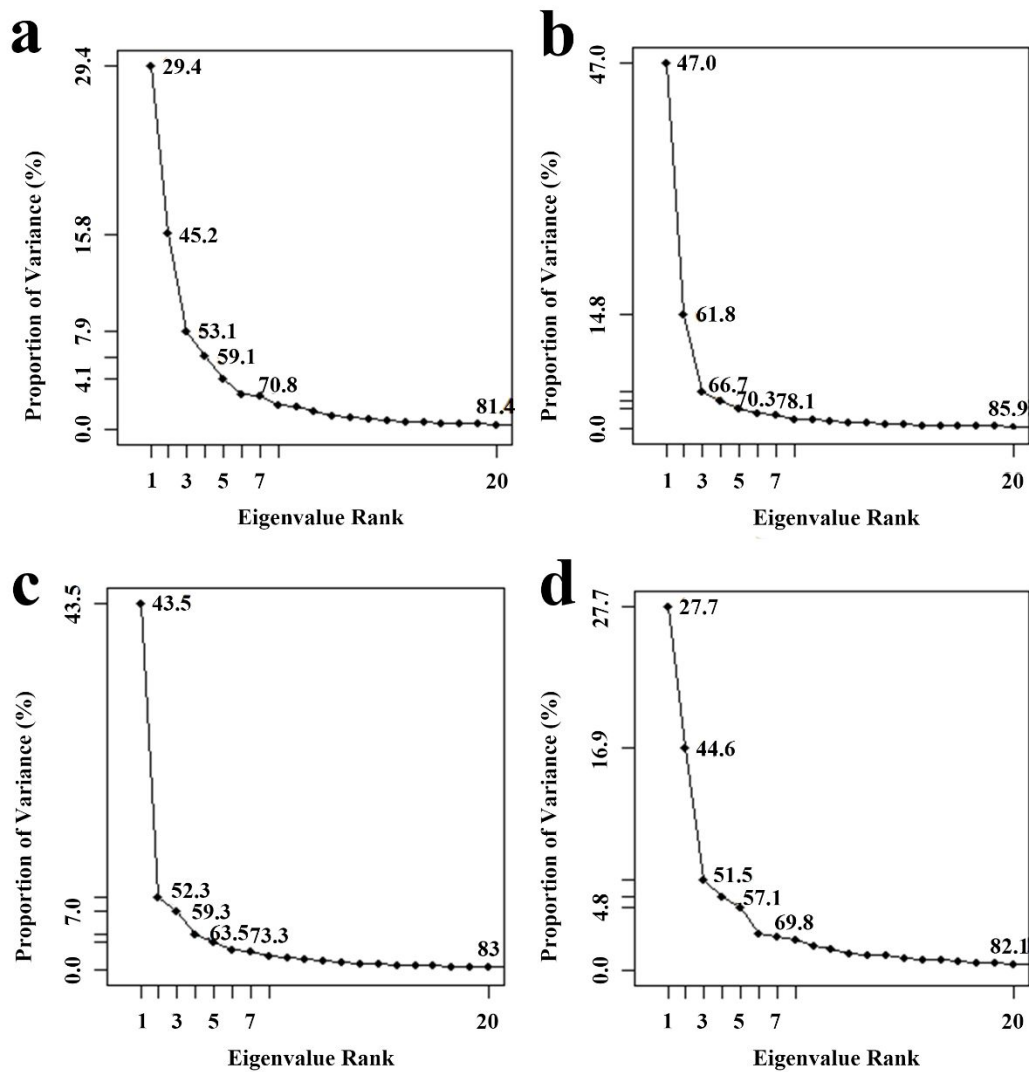 a
Proportion of Variance (%)
29.4
15.8
7.9
4.1
0.0
29.4
45.2
53.1
59.1
70.8
81.4
1 3 5 7 20
Eigenvalue Rank
b
Proportion of Variance (%)
47.0
14.8
0.0
47.0
61.8
66.7
70.3
78.1
85.9
1 3 5 7 20
Eigenvalue Rank
c
Proportion of Variance (%)
43.5
7.0
0.0
43.5
52.3
59.3
63.5
73.3
83
1 3 5 7 20
Eigenvalue Rank
d
Proportion of Variance (%)
27.7
16.9
4.8
0.0
27.7
44.6
51.5
57.1
69.8
82.1
1 3 5 7 20
Eigenvalue Rank